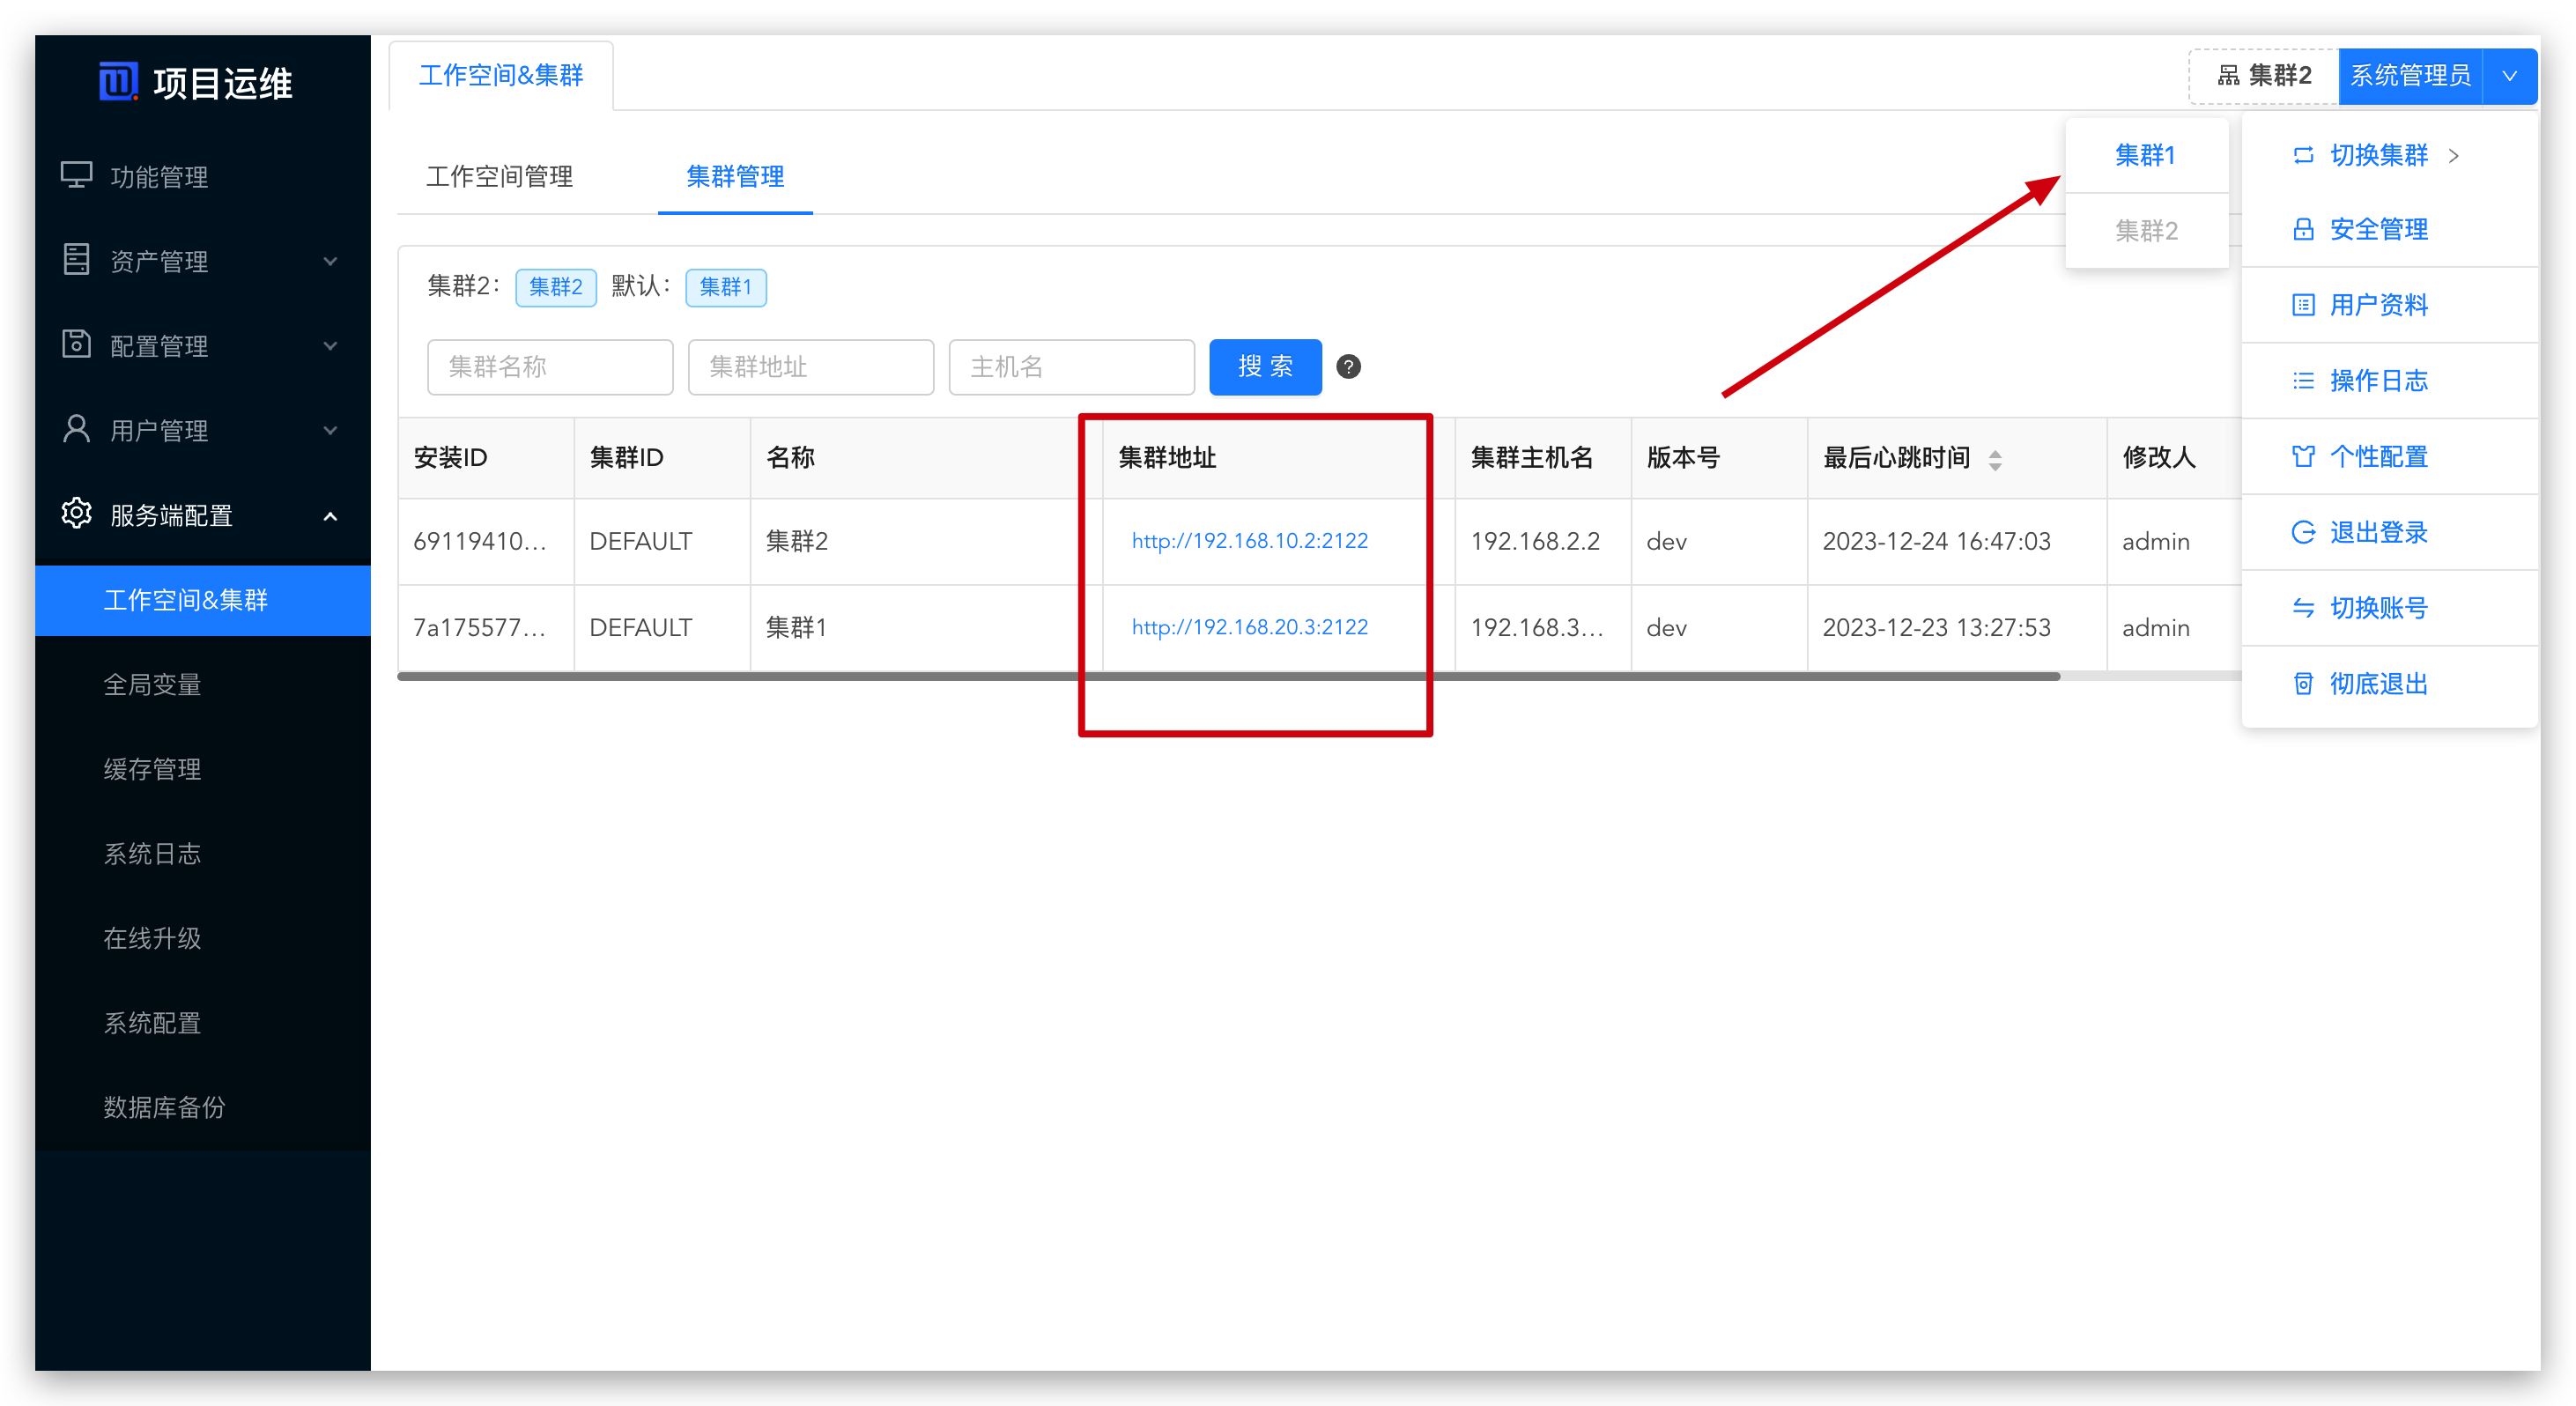 项目运维
功能管理
资产管理
配置管理
用户管理
服务端配置
工作空间&集群
全局变量
缓存管理
系统日志
在线升级
系统配置
数据库备份
工作空间&集群
集群2 系统管理员
工作空间管理 集群管理
集群2： 集群2 默认： 集群1
集群名称 集群地址 主机名 搜 索 ?
安装ID 集群ID 名称 集群地址 集群主机名 版本号 最后心跳时间 修改人
69119410... DEFAULT 集群2 http://192.168.10.2:2122 192.168.2.2 dev 2023-12-24 16:47:03 admin
7a175577... DEFAULT 集群1 http://192.168.20.3:2122 192.168.3... dev 2023-12-23 13:27:53 admin
集群1
集群2
切换集群
安全管理
用户资料
操作日志
个性配置
退出登录
切换账号
彻底退出